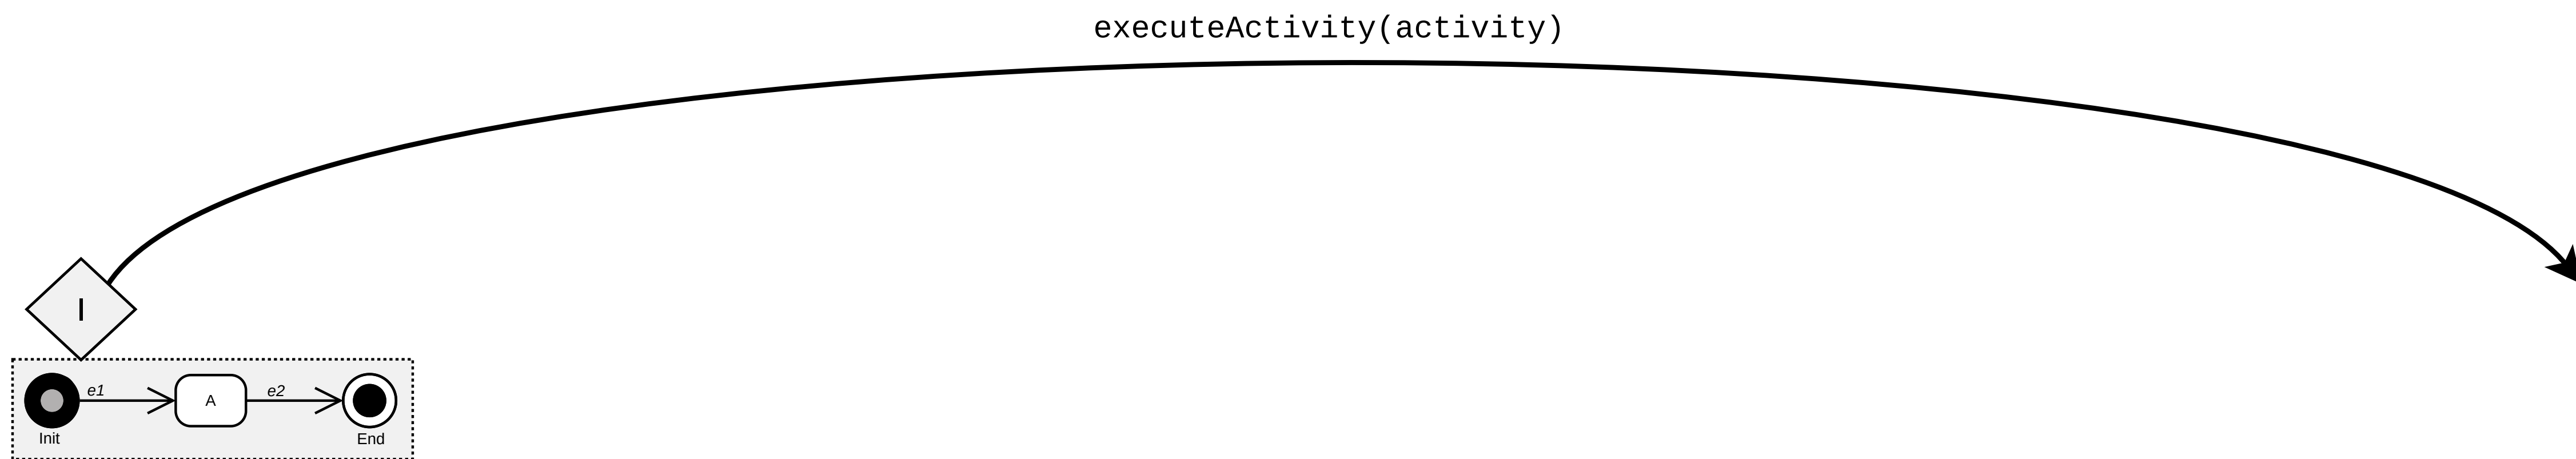 executeActivity(activity)
I
e1
e2
A
Init
End